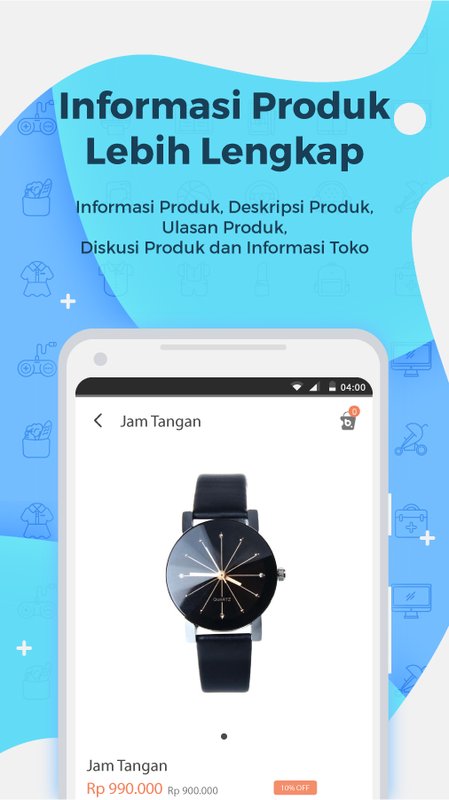 Informasi Produk
Lebih Lengkap
Informasi Produk, Deskripsi Produk,
Ulasan Produk,
Diskusi Produk dan Informasi Toko
04:00
Jam Tangan
0
b
QUARTZ
Jam Tangan
Rp 990.000 Rp 900.000 10% OFF